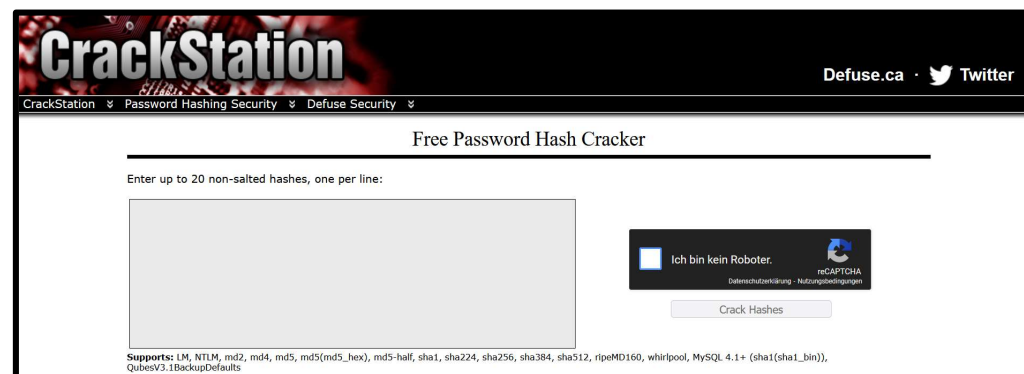 CrackStation
Defuse.ca · Twitter
CrackStation Password Hashing Security Defuse Security
Free Password Hash Cracker
Enter up to 20 non-salted hashes, one per line:
Ich bin kein Roboter.
reCAPTCHA
Datenschutzerklärung - Nutzungsbedingungen
Crack Hashes
Supports: LM, NTLM, md2, md4, md5, md5(md5_hex), md5-half, sha1, sha224, sha256, sha384, sha512, ripeMD160, whirlpool, MySQL 4.1+ (sha1(sha1_bin)),
QubesV3.1BackupDefaults